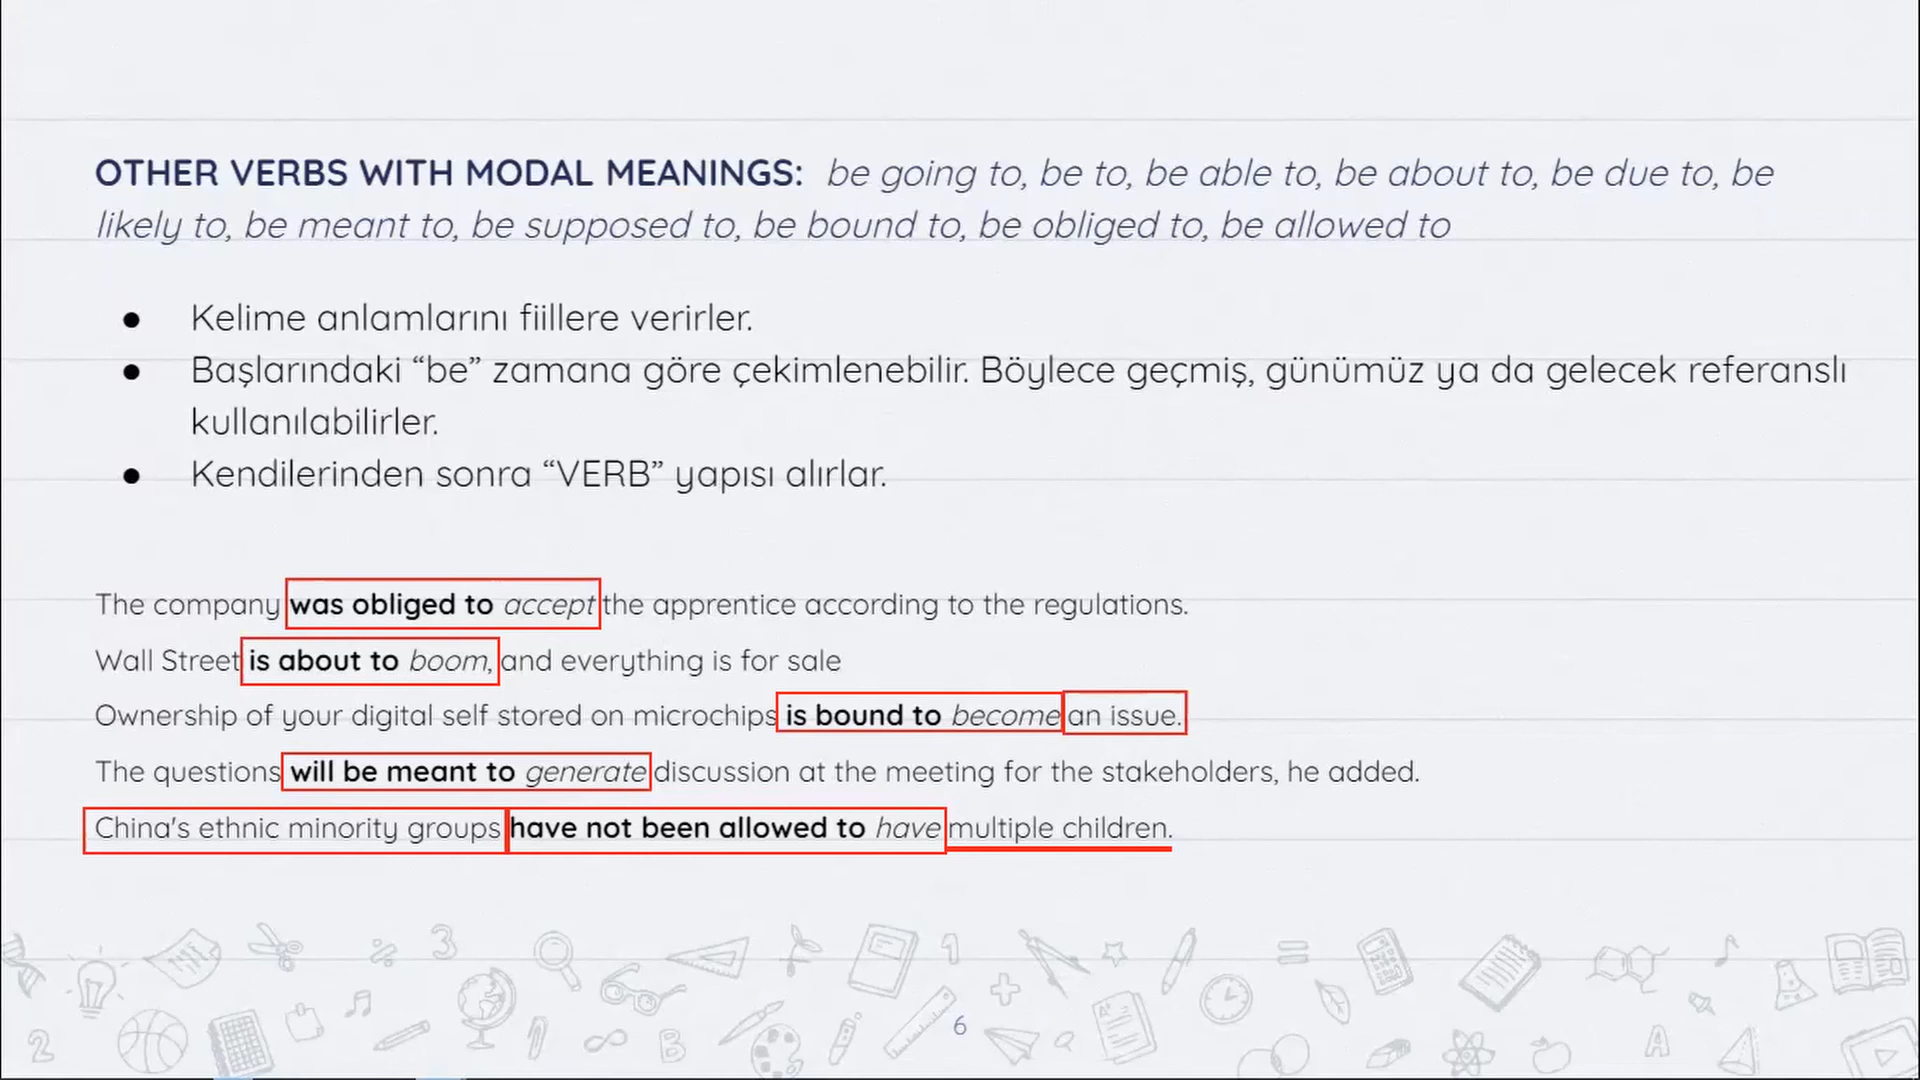 OTHER VERBS WITH MODAL MEANINGS: be going to, be to, be able to, be about to, be due to, be
likely to, be meant to, be supposed to, be bound to, be obliged to, be allowed to
● Kelime anlamlarını fiillere verirler.
● Başlarındaki “be” zamana göre çekimlenebilir. Böylece geçmiş, günümüz ya da gelecek referanslı
kullanılabilirler.
● Kendilerinden sonra “VERB” yapısı alırlar.
The company was obliged to accept the apprentice according to the regulations.
Wall Street is about to boom, and everything is for sale
Ownership of your digital self stored on microchips is bound to become an issue.
The questions will be meant to generate discussion at the meeting for the stakeholders, he added.
China's ethnic minority groups have not been allowed to have multiple children.
3
1
2
B
6
A
A